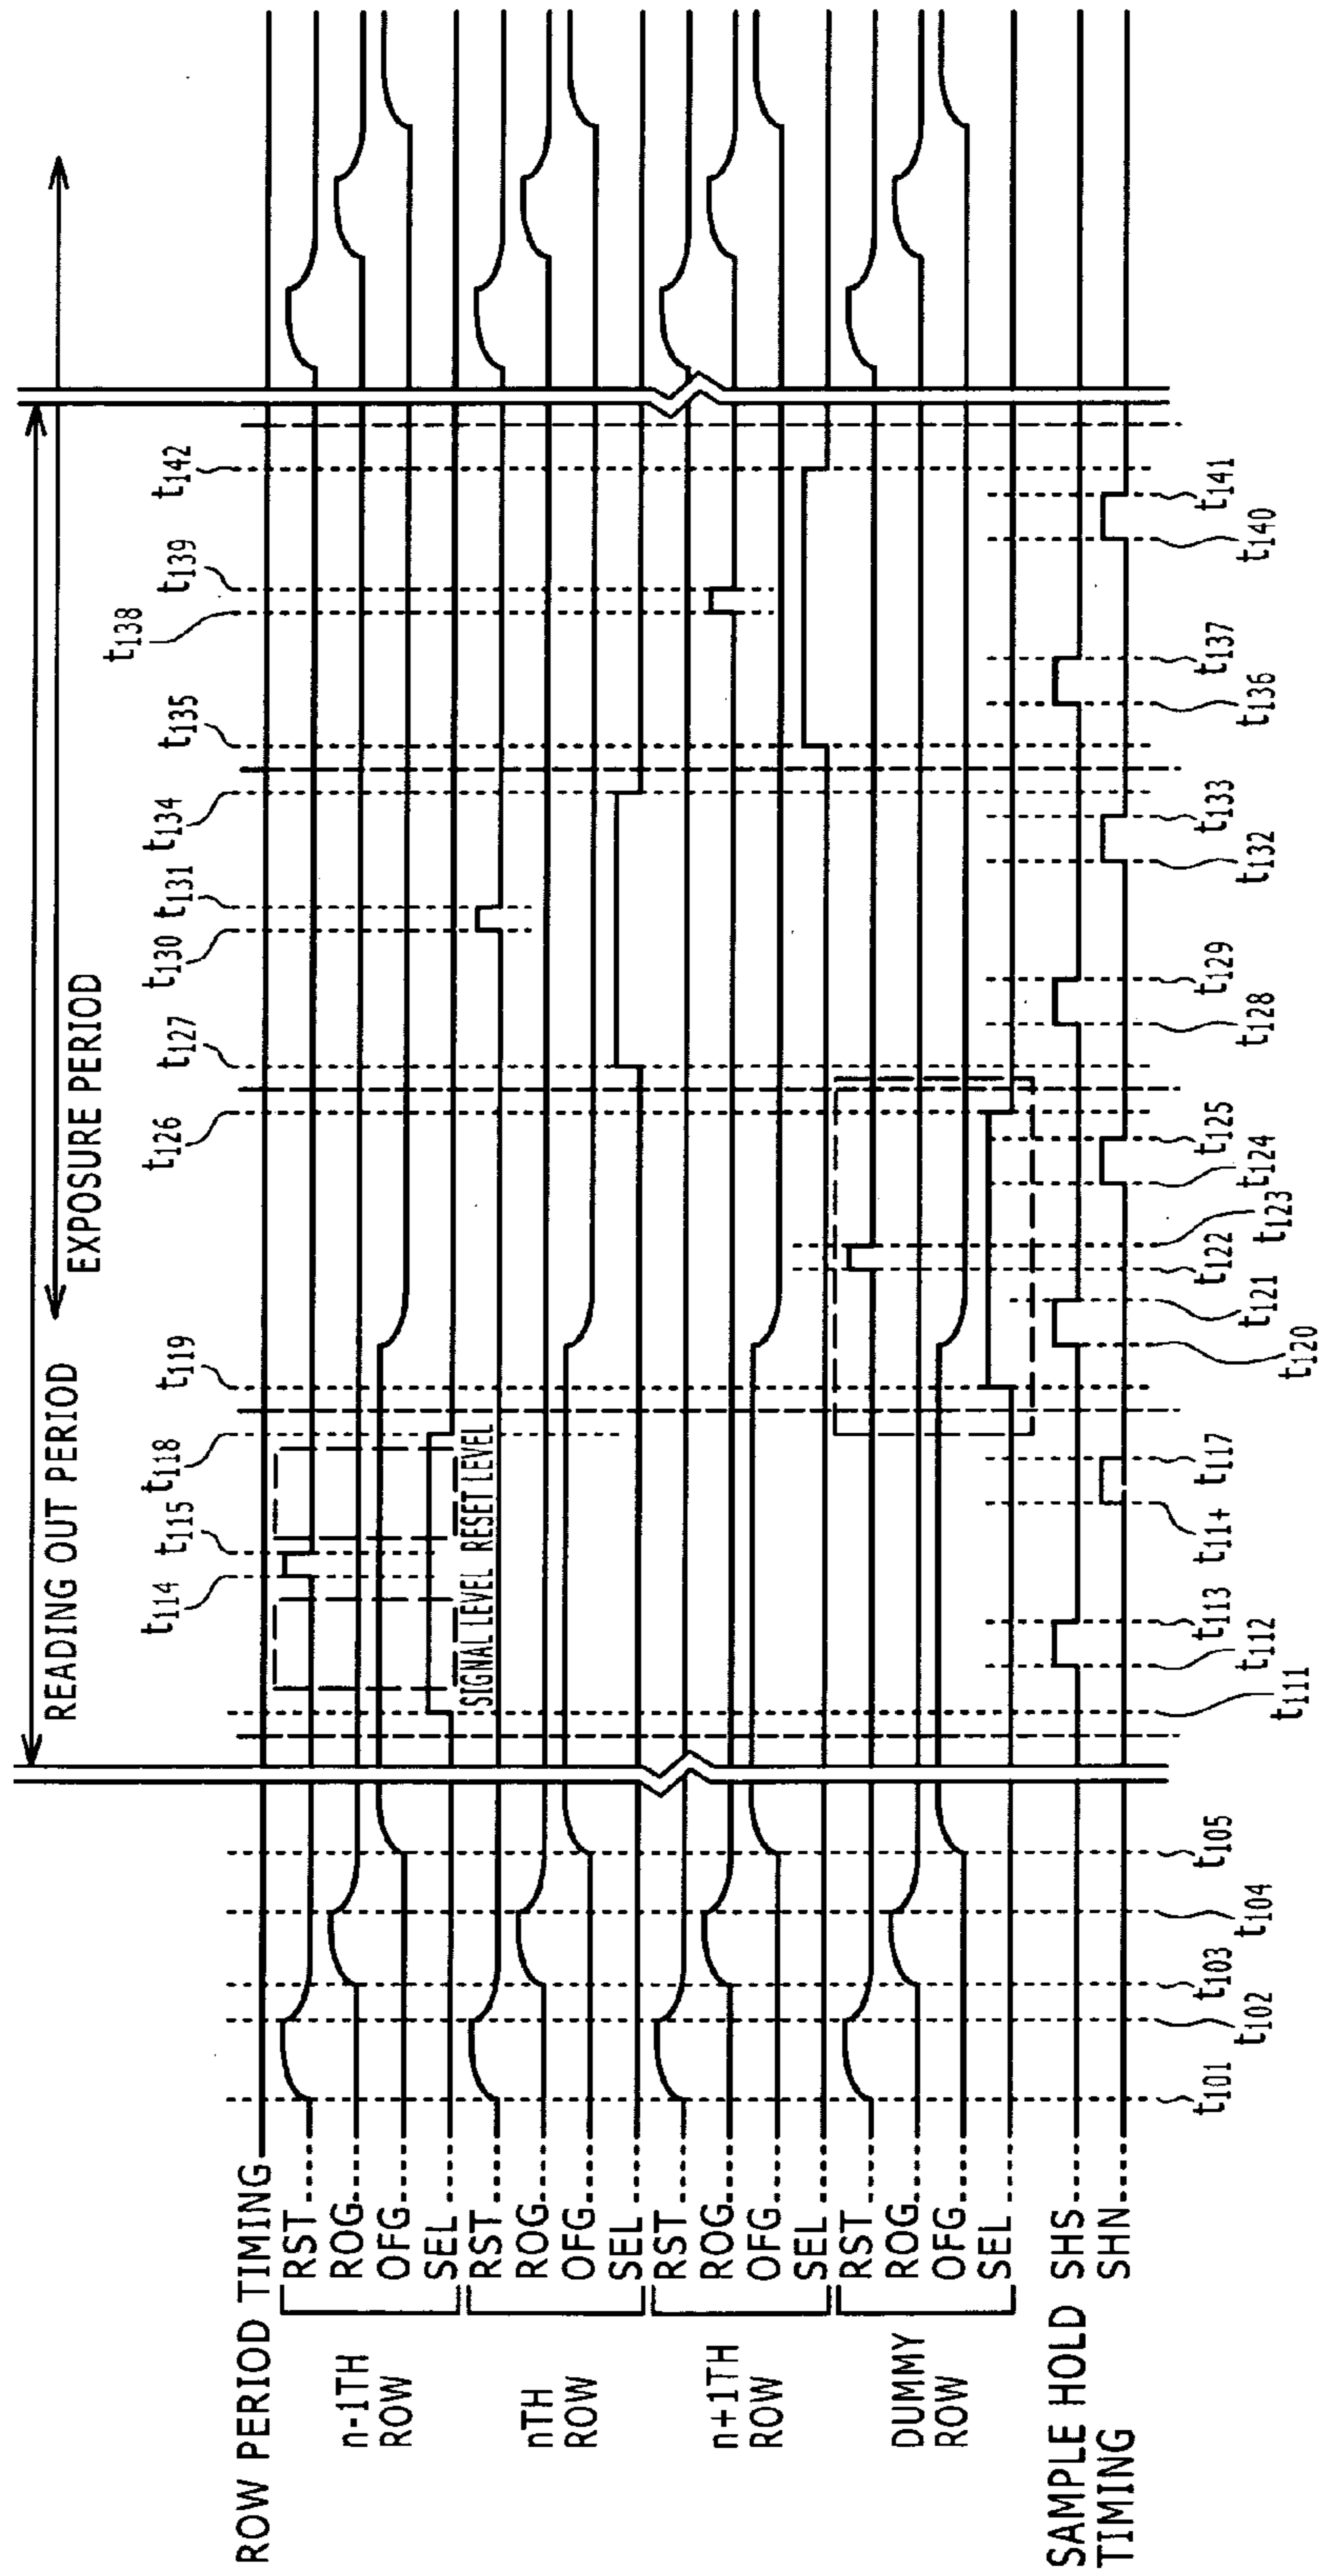 READING OUT PERIOD
EXPOSURE PERIOD
t114
t115
t118
t119
t126
t127
t130
t131
t134
t135
t138
t139
t142
ROW PERIOD TIMING
n-1TH
ROW
RST
ROG
OFG
SEL
SIGNAL LEVEL
RESET LEVEL
nTH
ROW
RST
ROG
OFG
SEL
n+1TH
ROW
RST
ROG
OFG
SEL
DUMMY
ROW
RST
ROG
OFG
SEL
SAMPLE HOLD
TIMING
SHS
SHN
t101
t102
t103
t104
t105
t111
t112
t113
t11+
t117
t120
t121
t122
t123
t124
t125
t128
t129
t132
t133
t136
t137
t140
t141